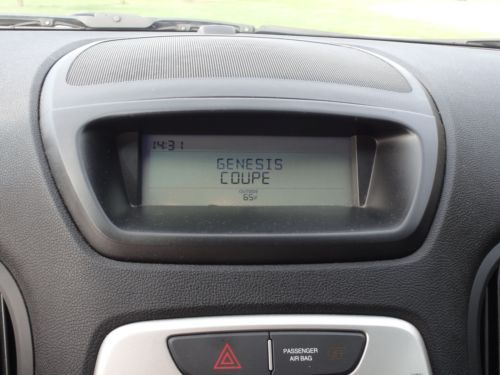 14:31
GENESIS
COUPE
OUTSIDE
65F
PASSENGER
AIR BAG